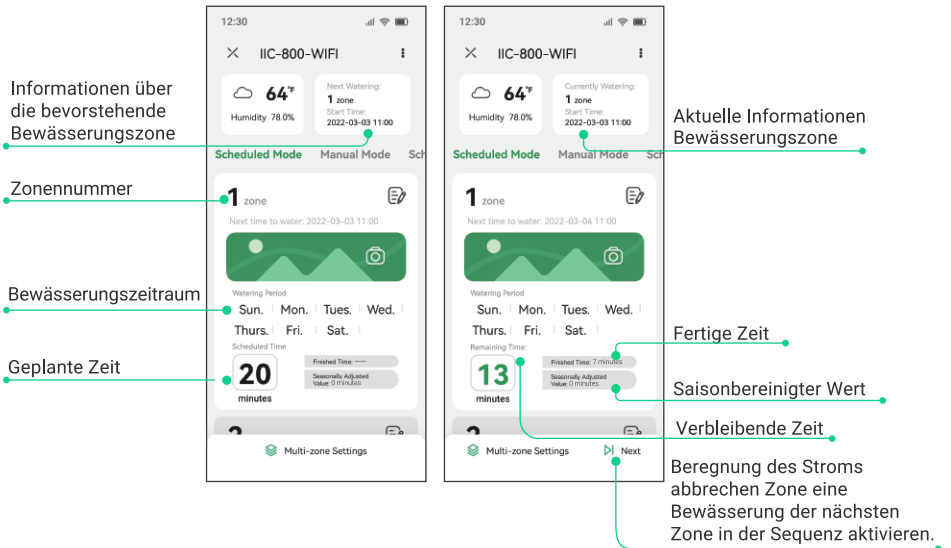 Informationen über
die bevorstehende
Bewässerungszone
Zonennummer
Bewässerungszeitraum
Geplante Zeit
12:30
IIC-800-WIFI
64°F
Humidity 78.0%
Next Watering:
1 zone
Start Time:
2022-03-03 11:00
Scheduled Mode
Manual Mode
Sch
1 zone
Next time to water: 2022-03-03 11:00
Watering Period
Sun. Mon. Tues. Wed.
Thurs. Fri. Sat.
Scheduled Time
20
minutes
Finished Time: ——
Seasonally Adjusted
Value: 0 minutes
2
Multi-zone Settings
12:30
IIC-800-WIFI
64°F
Humidity 78.0%
Currently Watering:
1 zone
Start Time:
2022-03-03 11:00
Scheduled Mode
Manual Mode
Sch
1 zone
Next time to water: 2022-03-04 11:00
Watering Period
Sun. Mon. Tues. Wed.
Thurs. Fri. Sat.
Remaining Time:
13
minutes
Finished Time: 7 minutes
Seasonally Adjusted
Value: 0 minutes
2
Multi-zone Settings
Next
Aktuelle Informationen
Bewässerungszone
Fertige Zeit
Saisonbereinigter Wert
Verbleibende Zeit
Beregnung des Stroms
abbrechen Zone eine
Bewässerung der nächsten
Zone in der Sequenz aktivieren.